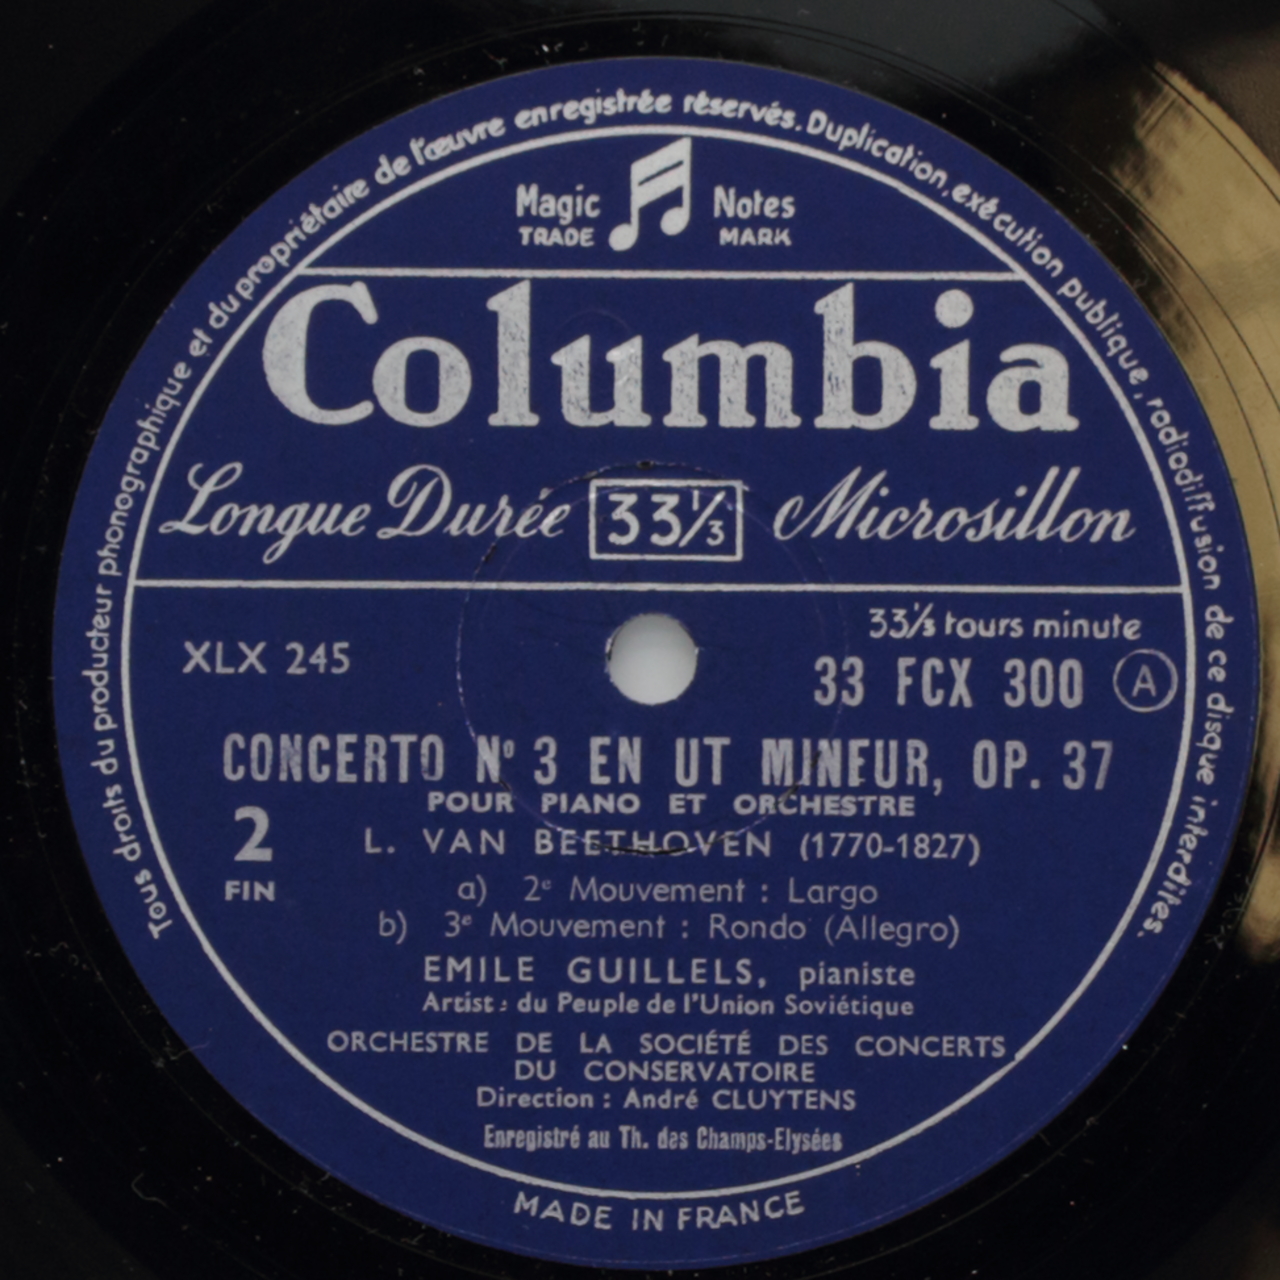 Tous droits du producteur phonographique et du propriétaire de l'œuvre enregistrée réservés. Duplication, exécution publique, radiodiffusion de ce disque interdites.
Magic Notes
TRADE MARK
Columbia
Longue Durée 33⅓ Microsillon
33⅓ tours minute
XLX 245
33 FCX 300 A
CONCERTO Nº 3 EN UT MINEUR, OP. 37
POUR PIANO ET ORCHESTRE
2
L. VAN BEETHOVEN (1770-1827)
FIN
a) 2ᵉ Mouvement : Largo
b) 3ᵉ Mouvement : Rondo (Allegro)
EMILE GUILLELS, pianiste
Artist: du Peuple de l'Union Soviétique
ORCHESTRE DE LA SOCIÉTÉ DES CONCERTS
DU CONSERVATOIRE
Direction : André CLUYTENS
Enregistré au Th. des Champs-Elysées
MADE IN FRANCE